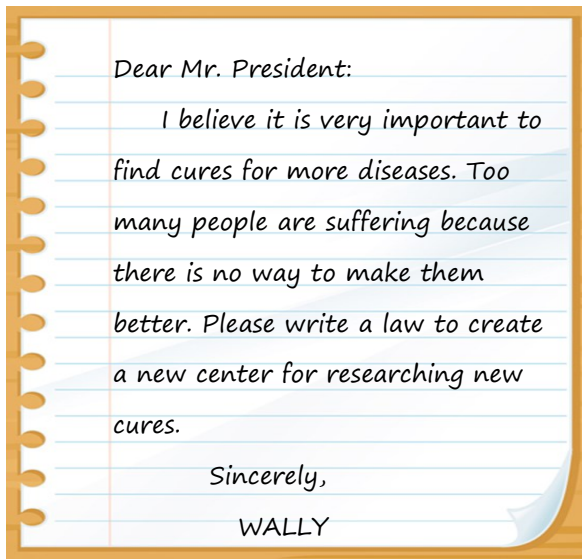 Dear Mr. President:
I believe it is very important to
find cures for more diseases. Too
many people are suffering because
there is no way to make them
better. Please write a law to create
a new center for researching new
cures.
Sincerely,
WALLY